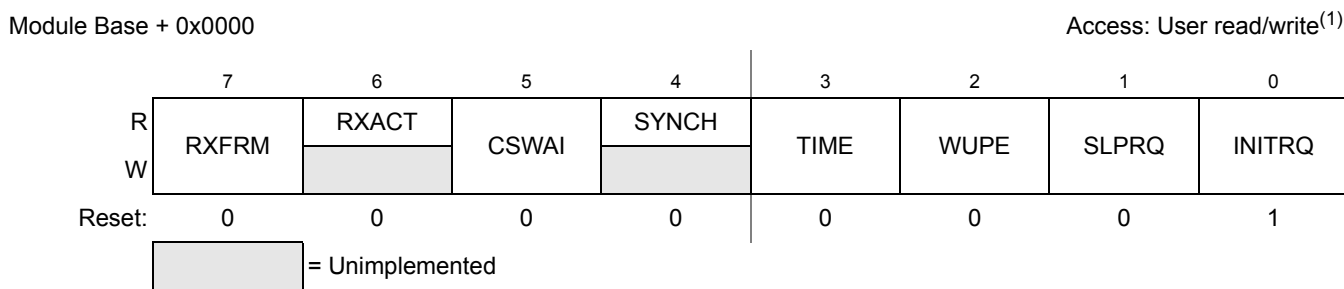 Module Base + 0x0000 Access: User read/write(1)
7 6 5 4 3 2 1 0
R RXFRM RXACT CSWAI SYNCH TIME WUPE SLPRQ INITRQ
W
Reset: 0 0 0 0 0 0 0 1
= Unimplemented